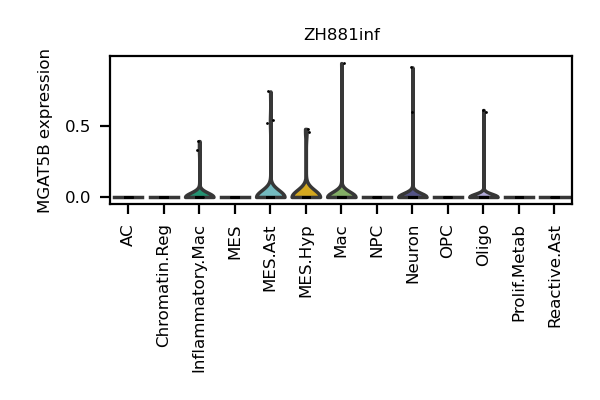 ZH881inf
MGAT5B expression
0.5
0.0
AC
Chromatin.Reg
Inflammatory.Mac
MES
MES.Ast
MES.Hyp
Mac
NPC
Neuron
OPC
Oligo
Prolif.Metab
Reactive.Ast